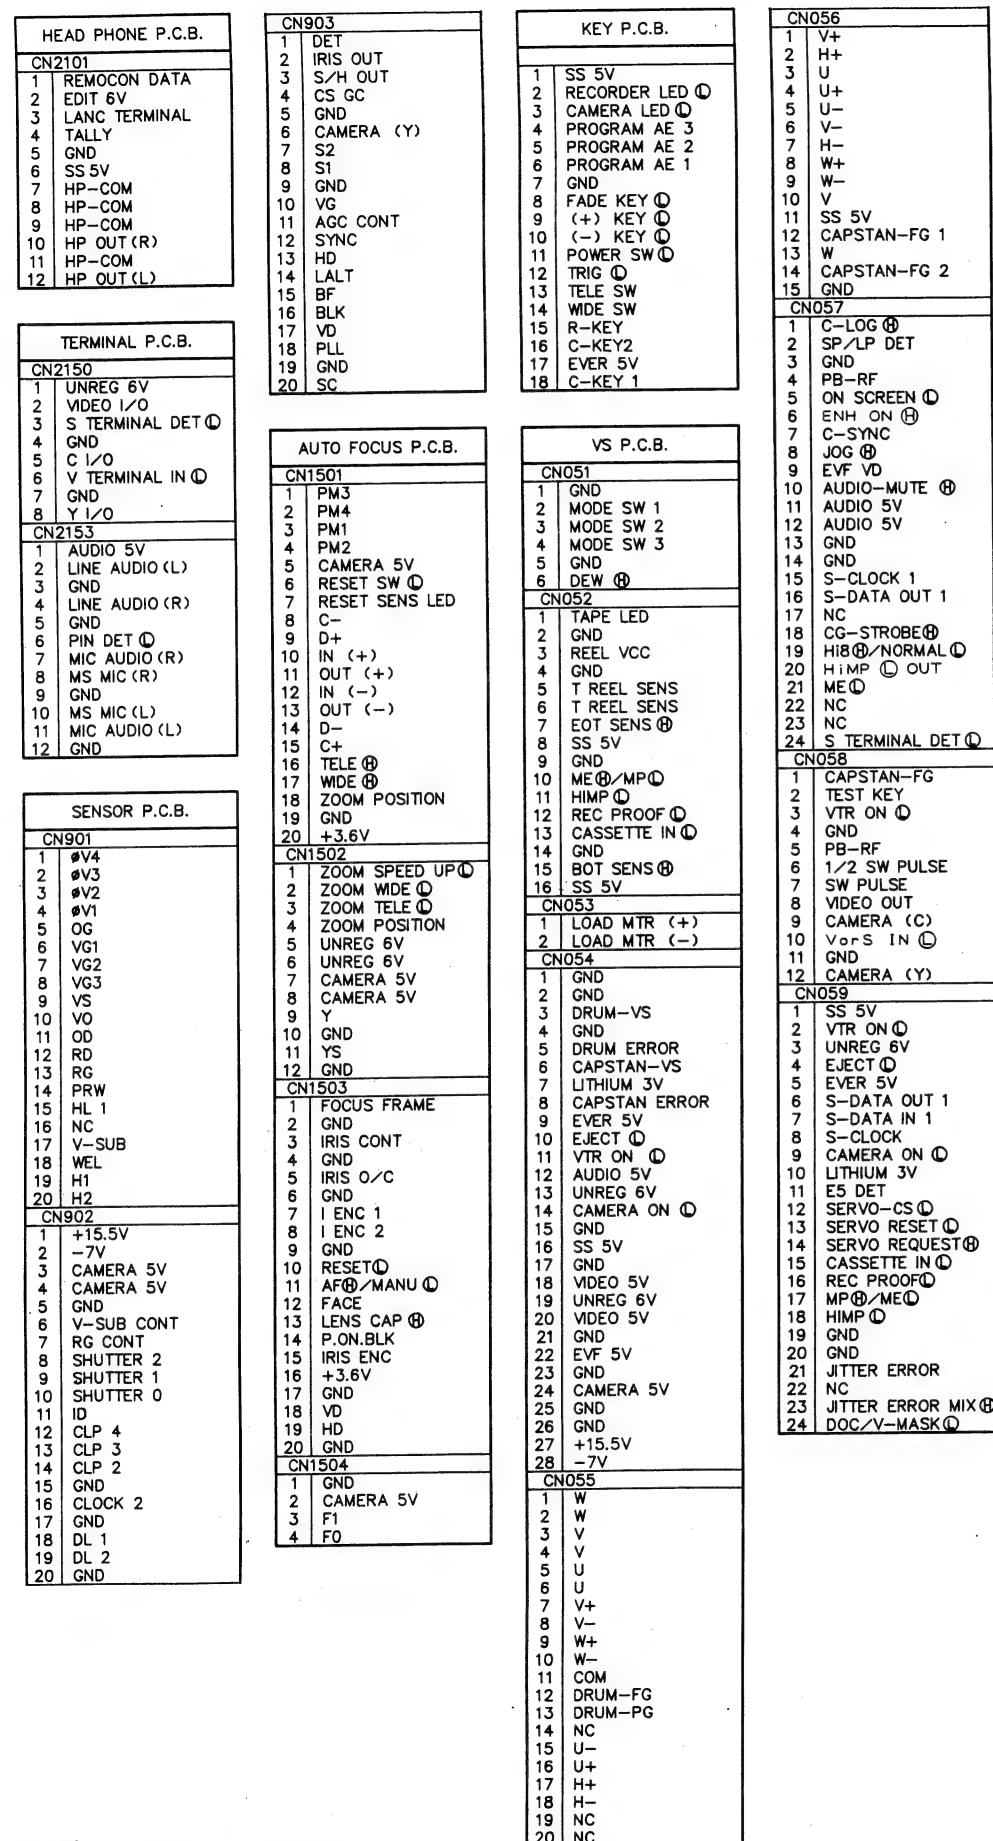 HEAD PHONE P.C.B.
CN2101
1 REMOCON DATA
2 EDIT 6V
3 LANC TERMINAL
4 TALLY
5 GND
6 SS 5V
7 HP-COM
8 HP-COM
9 HP-COM
10 HP OUT(R)
11 HP-COM
12 HP OUT(L)
TERMINAL P.C.B.
CN2150
1 UNREG 6V
2 VIDEO I/O
3 S TERMINAL DET Ⓛ
4 GND
5 C I/O
6 V TERMINAL IN Ⓛ
7 GND
8 Y I/O
CN2153
1 AUDIO 5V
2 LINE AUDIO(L)
3 GND
4 LINE AUDIO(R)
5 GND
6 PIN DET Ⓛ
7 MIC AUDIO(R)
8 MS MIC(R)
9 GND
10 MS MIC(L)
11 MIC AUDIO(L)
12 GND
SENSOR P.C.B.
CN901
1 øV4
2 øV3
3 øV2
4 øV1
5 OG
6 VG1
7 VG2
8 VG3
9 VS
10 VO
11 OD
12 RD
13 RG
14 PRW
15 HL 1
16 NC
17 V-SUB
18 WEL
19 H1
20 H2
CN902
1 +15.5V
2 -7V
3 CAMERA 5V
4 CAMERA 5V
5 GND
6 V-SUB CONT
7 RG CONT
8 SHUTTER 2
9 SHUTTER 1
10 SHUTTER 0
11 ID
12 CLP 4
13 CLP 3
14 CLP 2
15 GND
16 CLOCK 2
17 GND
18 DL 1
19 DL 2
20 GND
CN903
1 DET
2 IRIS OUT
3 S/H OUT
4 CS GC
5 GND
6 CAMERA (Y)
7 S2
8 S1
9 GND
10 VG
11 AGC CONT
12 SYNC
13 HD
14 LALT
15 BF
16 BLK
17 VD
18 PLL
19 GND
20 SC
AUTO FOCUS P.C.B.
CN1501
1 PM3
2 PM4
3 PM1
4 PM2
5 CAMERA 5V
6 RESET SW Ⓛ
7 RESET SENS LED
8 C-
9 D+
10 IN (+)
11 OUT (+)
12 IN (-)
13 OUT (-)
14 D-
15 C+
16 TELE Ⓗ
17 WIDE Ⓗ
18 ZOOM POSITION
19 GND
20 +3.6V
CN1502
1 ZOOM SPEED UP Ⓛ
2 ZOOM WIDE Ⓛ
3 ZOOM TELE Ⓛ
4 ZOOM POSITION
5 UNREG 6V
6 UNREG 6V
7 CAMERA 5V
8 CAMERA 5V
9 Y
10 GND
11 YS
12 GND
CN1503
1 FOCUS FRAME
2 GND
3 IRIS CONT
4 GND
5 IRIS O/C
6 GND
7 I ENC 1
8 I ENC 2
9 GND
10 RESET Ⓛ
11 AFⒽ/MANU Ⓛ
12 FACE
13 LENS CAP Ⓗ
14 P.ON.BLK
15 IRIS ENC
16 +3.6V
17 GND
18 VD
19 HD
20 GND
CN1504
1 GND
2 CAMERA 5V
3 F1
4 F0
KEY P.C.B.
1 SS 5V
2 RECORDER LED Ⓛ
3 CAMERA LED Ⓛ
4 PROGRAM AE 3
5 PROGRAM AE 2
6 PROGRAM AE 1
7 GND
8 FADE KEY Ⓛ
9 (+) KEY Ⓛ
10 (-) KEY Ⓛ
11 POWER SW Ⓛ
12 TRIG Ⓛ
13 TELE SW
14 WIDE SW
15 R-KEY
16 C-KEY2
17 EVER 5V
18 C-KEY 1
VS P.C.B.
CN051
1 GND
2 MODE SW 1
3 MODE SW 2
4 MODE SW 3
5 GND
6 DEW Ⓗ
CN052
1 TAPE LED
2 GND
3 REEL VCC
4 GND
5 T REEL SENS
6 T REEL SENS
7 EOT SENS Ⓗ
8 SS 5V
9 GND
10 MEⒽ/MPⓁ
11 HIMP Ⓛ
12 REC PROOF Ⓛ
13 CASSETTE IN Ⓛ
14 GND
15 BOT SENS Ⓗ
16 SS 5V
CN053
1 LOAD MTR (+)
2 LOAD MTR (-)
CN054
1 GND
2 GND
3 DRUM-VS
4 GND
5 DRUM ERROR
6 CAPSTAN-VS
7 LITHIUM 3V
8 CAPSTAN ERROR
9 EVER 5V
10 EJECT Ⓛ
11 VTR ON Ⓛ
12 AUDIO 5V
13 UNREG 6V
14 CAMERA ON Ⓛ
15 GND
16 SS 5V
17 GND
18 VIDEO 5V
19 UNREG 6V
20 VIDEO 5V
21 GND
22 EVF 5V
23 GND
24 CAMERA 5V
25 GND
26 GND
27 +15.5V
28 -7V
CN055
1 W
2 W
3 V
4 V
5 U
6 U
7 V+
8 V-
9 W+
10 W-
11 COM
12 DRUM-FG
13 DRUM-PG
14 NC
15 U-
16 U+
17 H+
18 H-
19 NC
20 NC
CN056
1 V+
2 H+
3 U
4 U+
5 U-
6 V-
7 H-
8 W+
9 W-
10 V
11 SS 5V
12 CAPSTAN-FG 1
13 W
14 CAPSTAN-FG 2
15 GND
CN057
1 C-LOG Ⓗ
2 SP/LP DET
3 GND
4 PB-RF
5 ON SCREEN Ⓛ
6 ENH ON Ⓗ
7 C-SYNC
8 JOG Ⓗ
9 EVF VD
10 AUDIO-MUTE Ⓗ
11 AUDIO 5V
12 AUDIO 5V
13 GND
14 GND
15 S-CLOCK 1
16 S-DATA OUT 1
17 NC
18 CG-STROBE Ⓗ
19 Hi8Ⓗ/NORMAL Ⓛ
20 HiMP Ⓛ OUT
21 ME Ⓛ
22 NC
23 NC
24 S TERMINAL DET Ⓛ
CN058
1 CAPSTAN-FG
2 TEST KEY
3 VTR ON Ⓛ
4 GND
5 PB-RF
6 1/2 SW PULSE
7 SW PULSE
8 VIDEO OUT
9 CAMERA (C)
10 VorS IN Ⓛ
11 GND
12 CAMERA (Y)
CN059
1 SS 5V
2 VTR ON Ⓛ
3 UNREG 6V
4 EJECT Ⓛ
5 EVER 5V
6 S-DATA OUT 1
7 S-DATA IN 1
8 S-CLOCK
9 CAMERA ON Ⓛ
10 LITHIUM 3V
11 E5 DET
12 SERVO-CS Ⓛ
13 SERVO RESET Ⓛ
14 SERVO REQUEST Ⓗ
15 CASSETTE IN Ⓛ
16 REC PROOF Ⓛ
17 MPⒽ/MEⓁ
18 HIMP Ⓛ
19 GND
20 GND
21 JITTER ERROR
22 NC
23 JITTER ERROR MIX Ⓗ
24 DOC/V-MASK Ⓛ